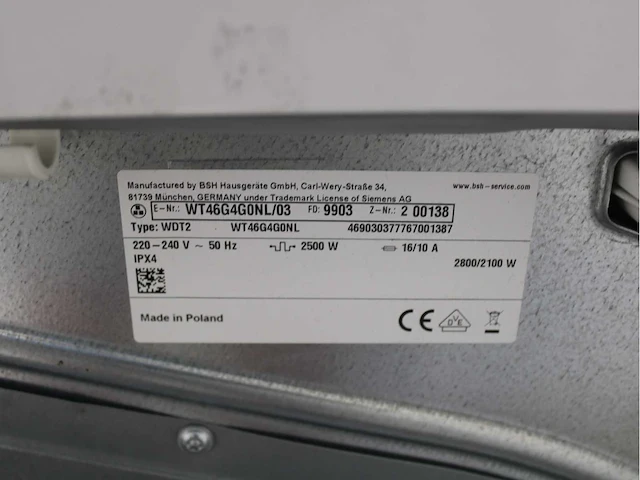 Manufactured by BSH Hausgeräte GmbH, Carl-Wery-Straße 34,
www.bsh-service.com
81739 München, GERMANY under Trademark License of Siemens AG
E-Nr.: WT46G4G0NL/03 FD: 9903 Z-Nr.: 2 00138
Type: WDT2 WT46G4G0NL 469030377767001387
220-240 V ~ 50 Hz 2500 W 16/10 A
IPX4 2800/2100 W
Made in Poland CE DVE